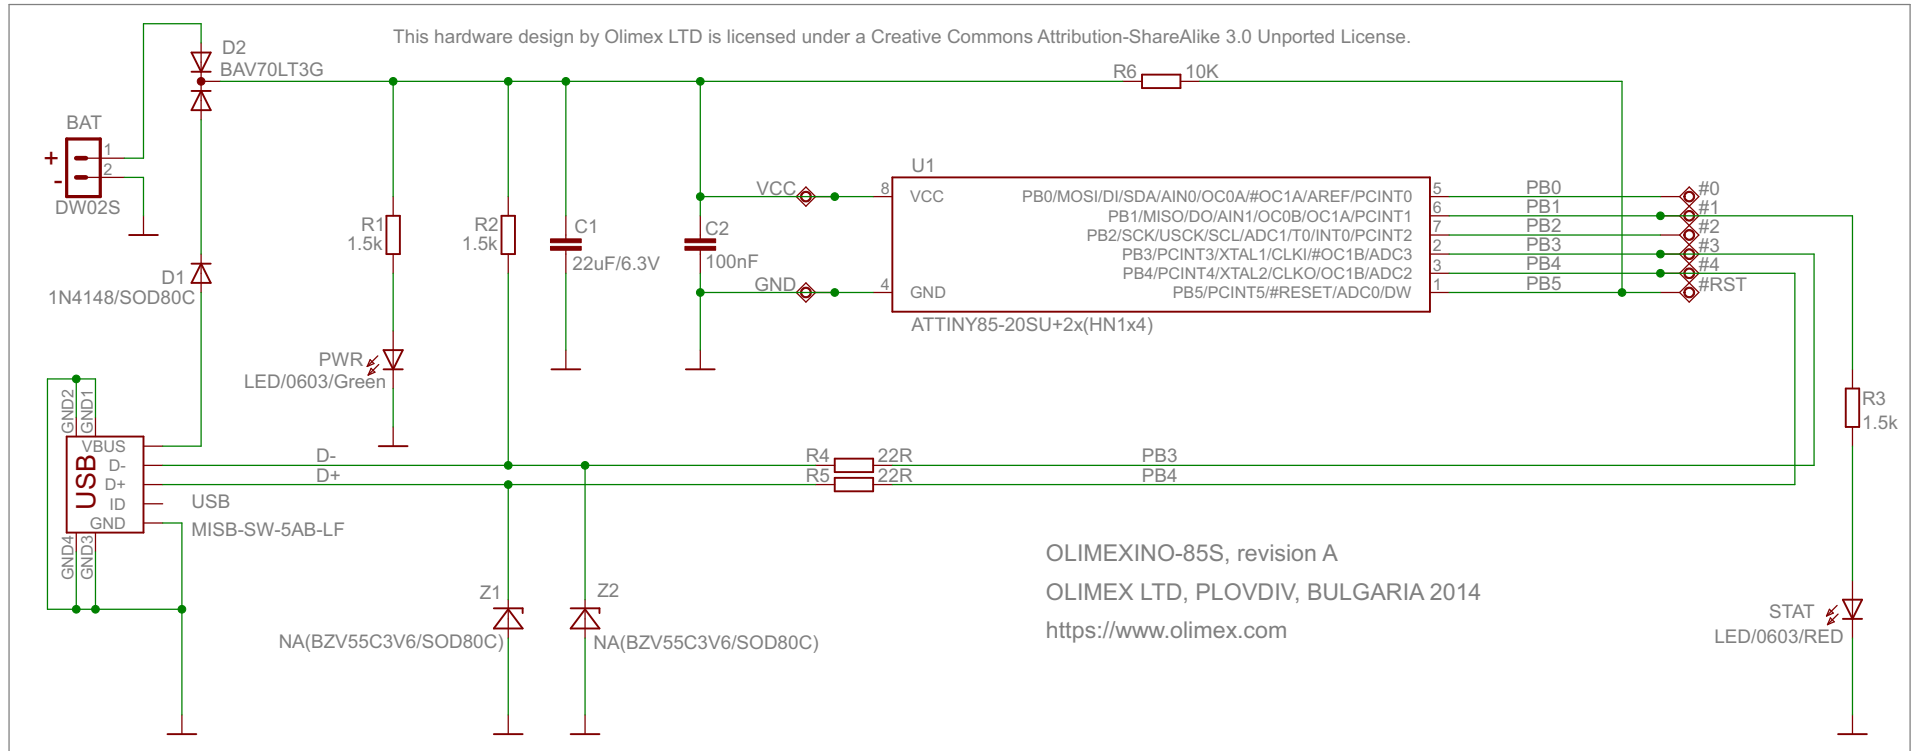 This hardware design by Olimex LTD is licensed under a Creative Commons Attribution-ShareAlike 3.0 Unported License.
D2
BAV70LT3G
R6 10K
BAT
1
2
+
-
DW02S
U1
VCC
8
VCC
GND
4
GND
PB0/MOSI/DI/SDA/AIN0/OC0A/#OC1A/AREF/PCINT0
PB1/MISO/DO/AIN1/OC0B/OC1A/PCINT1
PB2/SCK/USCK/SCL/ADC1/T0/INT0/PCINT2
PB3/PCINT3/XTAL1/CLKI/#OC1B/ADC3
PB4/PCINT4/XTAL2/CLKO/OC1B/ADC2
PB5/PCINT5/#RESET/ADC0/DW
5 PB0 #0
6 PB1 #1
7 PB2 #2
2 PB3 #3
3 PB4 #4
1 PB5 #RST
ATTINY85-20SU+2x(HN1x4)
R1
1.5k
R2
1.5k
C1
22uF/6.3V
C2
100nF
D1
1N4148/SOD80C
PWR
LED/0603/Green
R3
1.5k
GND2
GND1
USB
VBUS
D-
D+
ID
GND
GND4
GND3
USB
MISB-SW-5AB-LF
D-
D+
R4 22R
R5 22R
PB3
PB4
Z1
NA(BZV55C3V6/SOD80C)
Z2
NA(BZV55C3V6/SOD80C)
OLIMEXINO-85S, revision A
OLIMEX LTD, PLOVDIV, BULGARIA 2014
https://www.olimex.com
STAT
LED/0603/RED